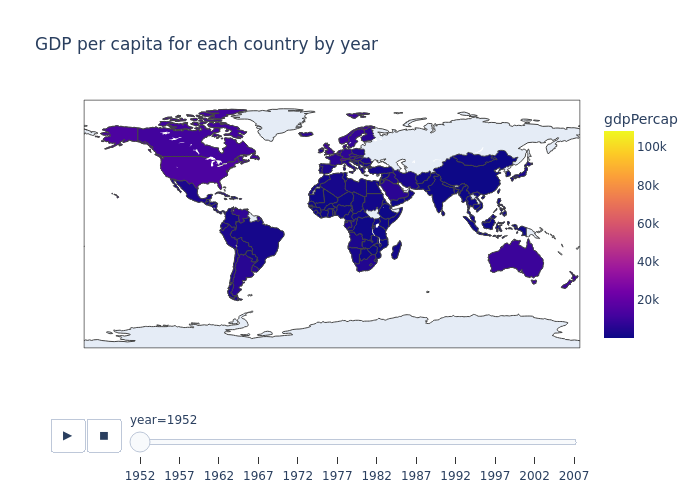 GDP per capita for each country by year
gdpPercap
100k
80k
60k
40k
20k
year=1952
1952 1957 1962 1967 1972 1977 1982 1987 1992 1997 2002 2007